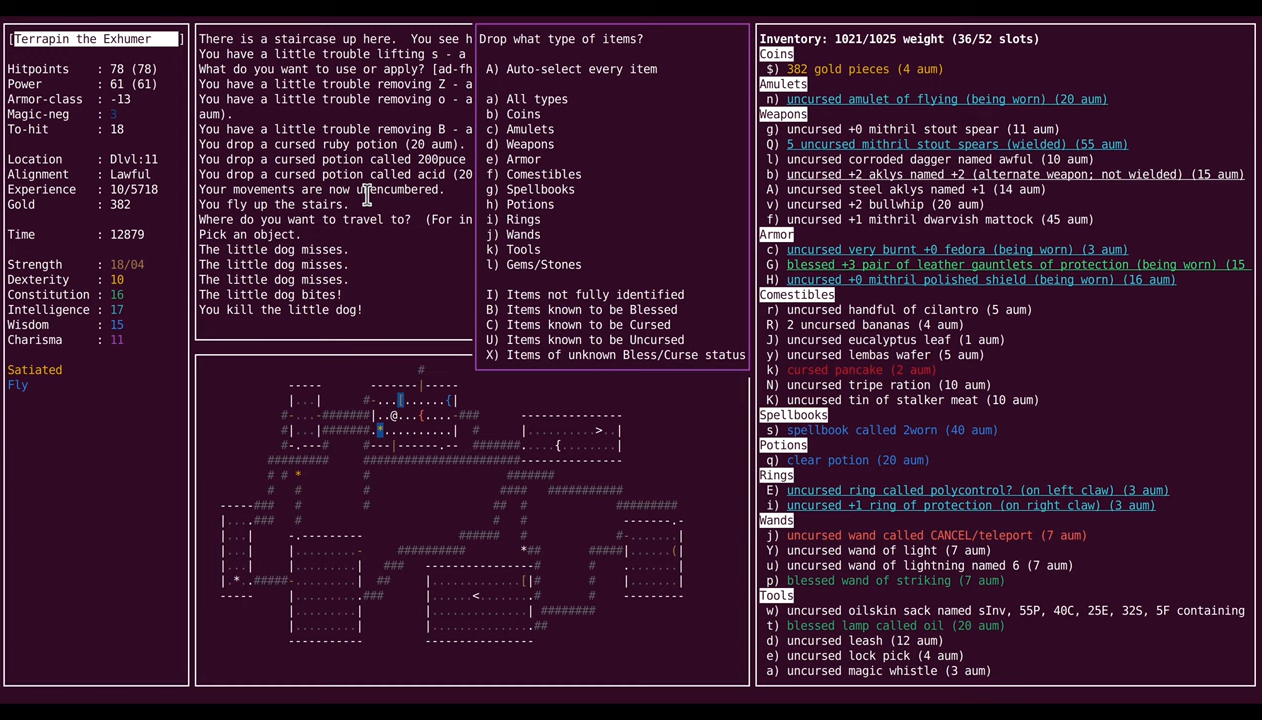 [Terrapin the Exhumer ]
Hitpoints : 78 (78)
Power : 61 (61)
Armor-class : -13
Magic-neg : 3
To-hit : 18
Location : Dlvl:11
Alignment : Lawful
Experience : 10/5718
Gold : 382
Time : 12879
Strength : 18/04
Dexterity : 10
Constitution : 16
Intelligence : 17
Wisdom : 15
Charisma : 11
Satiated
Fly
There is a staircase up here. You see h
You have a little trouble lifting s - a
What do you want to use or apply? [ad-fh
You have a little trouble removing Z - a
You have a little trouble removing o - a
aum).
You have a little trouble removing B - a
You drop a cursed ruby potion (20 aum).
You drop a cursed potion called 200puce
You drop a cursed potion called acid (20
Your movements are now unencumbered.
You fly up the stairs.
Where do you want to travel to? (For in
Pick an object.
The little dog misses.
The little dog misses.
The little dog misses.
The little dog bites!
You kill the little dog!
Drop what type of items?
A) Auto-select every item
a) All types
b) Coins
c) Amulets
d) Weapons
e) Armor
f) Comestibles
g) Spellbooks
h) Potions
i) Rings
j) Wands
k) Tools
l) Gems/Stones
I) Items not fully identified
B) Items known to be Blessed
C) Items known to be Cursed
U) Items known to be Uncursed
X) Items of unknown Bless/Curse status
Inventory: 1021/1025 weight (36/52 slots)
Coins
$) 382 gold pieces (4 aum)
Amulets
n) uncursed amulet of flying (being worn) (20 aum)
Weapons
g) uncursed +0 mithril stout spear (11 aum)
Q) 5 uncursed mithril stout spears (wielded) (55 aum)
l) uncursed corroded dagger named awful (10 aum)
b) uncursed +2 aklys named +2 (alternate weapon; not wielded) (15 aum)
A) uncursed steel aklys named +1 (14 aum)
v) uncursed +2 bullwhip (20 aum)
f) uncursed +1 mithril dwarvish mattock (45 aum)
Armor
c) uncursed very burnt +0 fedora (being worn) (3 aum)
G) blessed +3 pair of leather gauntlets of protection (being worn) (15
H) uncursed +0 mithril polished shield (being worn) (16 aum)
Comestibles
r) uncursed handful of cilantro (5 aum)
R) 2 uncursed bananas (4 aum)
J) uncursed eucalyptus leaf (1 aum)
y) uncursed lembas wafer (5 aum)
k) cursed pancake (2 aum)
N) uncursed tripe ration (10 aum)
K) uncursed tin of stalker meat (10 aum)
Spellbooks
s) spellbook called 2worn (40 aum)
Potions
q) clear potion (20 aum)
Rings
E) uncursed ring called polycontrol? (on left claw) (3 aum)
i) uncursed +1 ring of protection (on right claw) (3 aum)
Wands
j) uncursed wand called CANCEL/teleport (7 aum)
Y) uncursed wand of light (7 aum)
u) uncursed wand of lightning named 6 (7 aum)
p) blessed wand of striking (7 aum)
Tools
w) uncursed oilskin sack named sInv, 55P, 40C, 25E, 32S, 5F containing
t) blessed lamp called oil (20 aum)
d) uncursed leash (12 aum)
e) uncursed lock pick (4 aum)
a) uncursed magic whistle (3 aum)